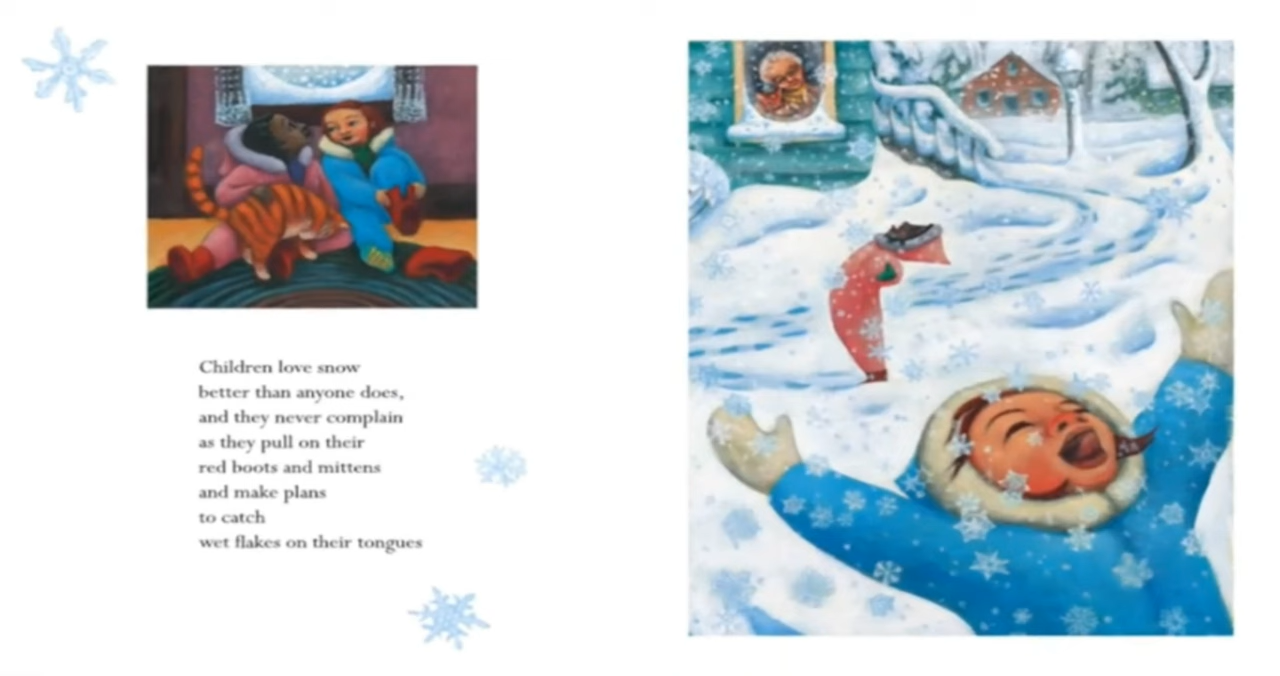 Children love snow
better than anyone does,
and they never complain
as they pull on their
red boots and mittens
and make plans
to catch
wet flakes on their tongues